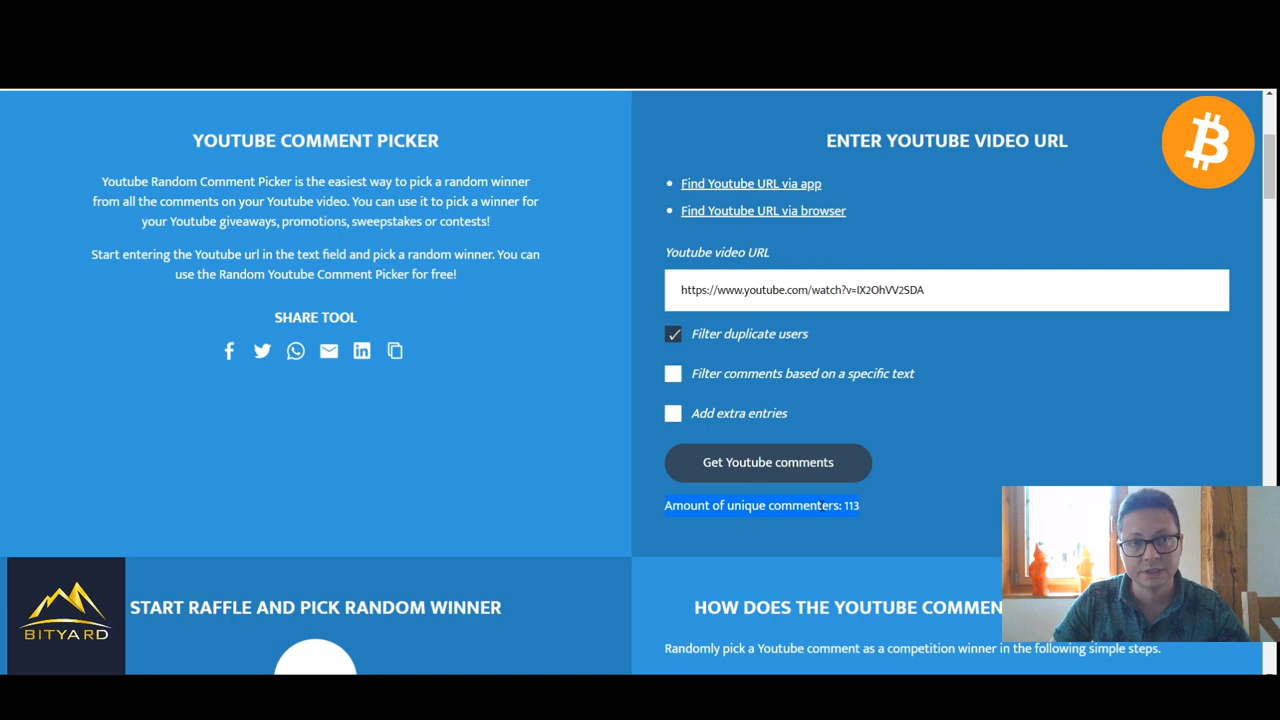 YOUTUBE COMMENT PICKER
Youtube Random Comment Picker is the easiest way to pick a random winner
from all the comments on your Youtube video. You can use it to pick a winner for
your Youtube giveaways, promotions, sweepstakes or contests!
Start entering the Youtube url in the text field and pick a random winner. You can
use the Random Youtube Comment Picker for free!
SHARE TOOL
ENTER YOUTUBE VIDEO URL
Find Youtube URL via app
Find Youtube URL via browser
Youtube video URL
https://www.youtube.com/watch?v=IX2OhVV2SDA
Filter duplicate users
Filter comments based on a specific text
Add extra entries
Get Youtube comments
Amount of unique commenters: 113
BITYARD
START RAFFLE AND PICK RANDOM WINNER
HOW DOES THE YOUTUBE COMMEN
Randomly pick a Youtube comment as a competition winner in the following simple steps.